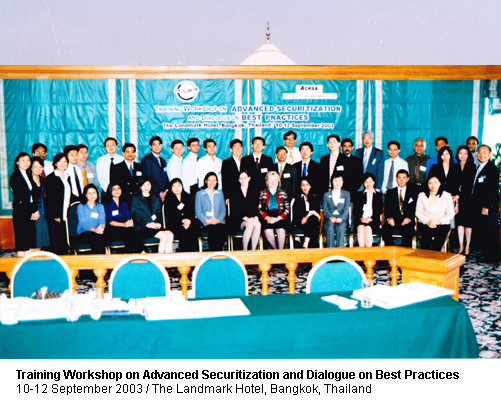 ACRAA
TRAINING WORKSHOP ON ADVANCED SECURITIZATION
AND DIALOGUE ON BEST PRACTICES
The Landmark Hotel, Bangkok, Thailand 10-12 September 2003
Training Workshop on Advanced Securitization and Dialogue on Best Practices
10-12 September 2003 / The Landmark Hotel, Bangkok, Thailand